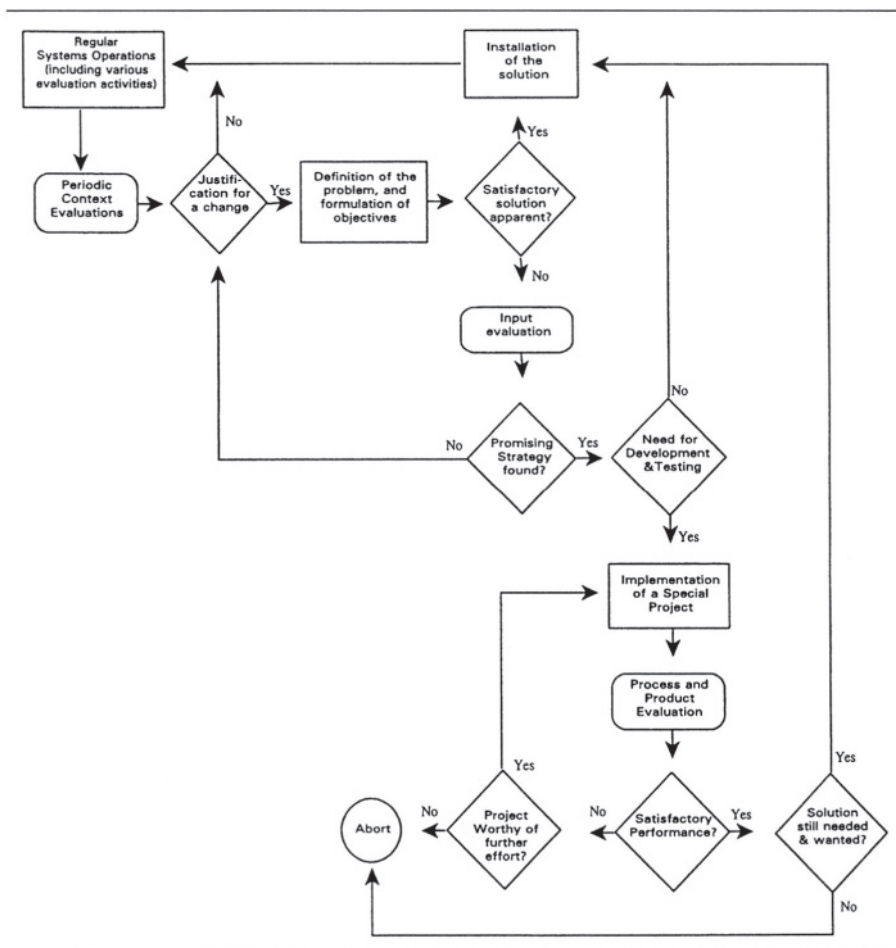 Regular
Systems Operations
(including various
evaluation activities)
Installation
of the
solution
No
Yes
Periodic
Context
Evaluations
Justifi-
cation for
a change
Yes
Definition of the
problem, and
formulation of
objectives
Satisfactory
solution
apparent?
No
Input
evaluation
No
No
Promising
Strategy
found?
Yes
Need for
Development
&Testing
Yes
Implementation
of a Special
Project
Process and
Product
Evaluation
Yes
Yes
Abort
No
Project
Worthy of
further
effort?
No
Satisfactory
Performance?
Yes
Solution
still needed
& wanted?
No